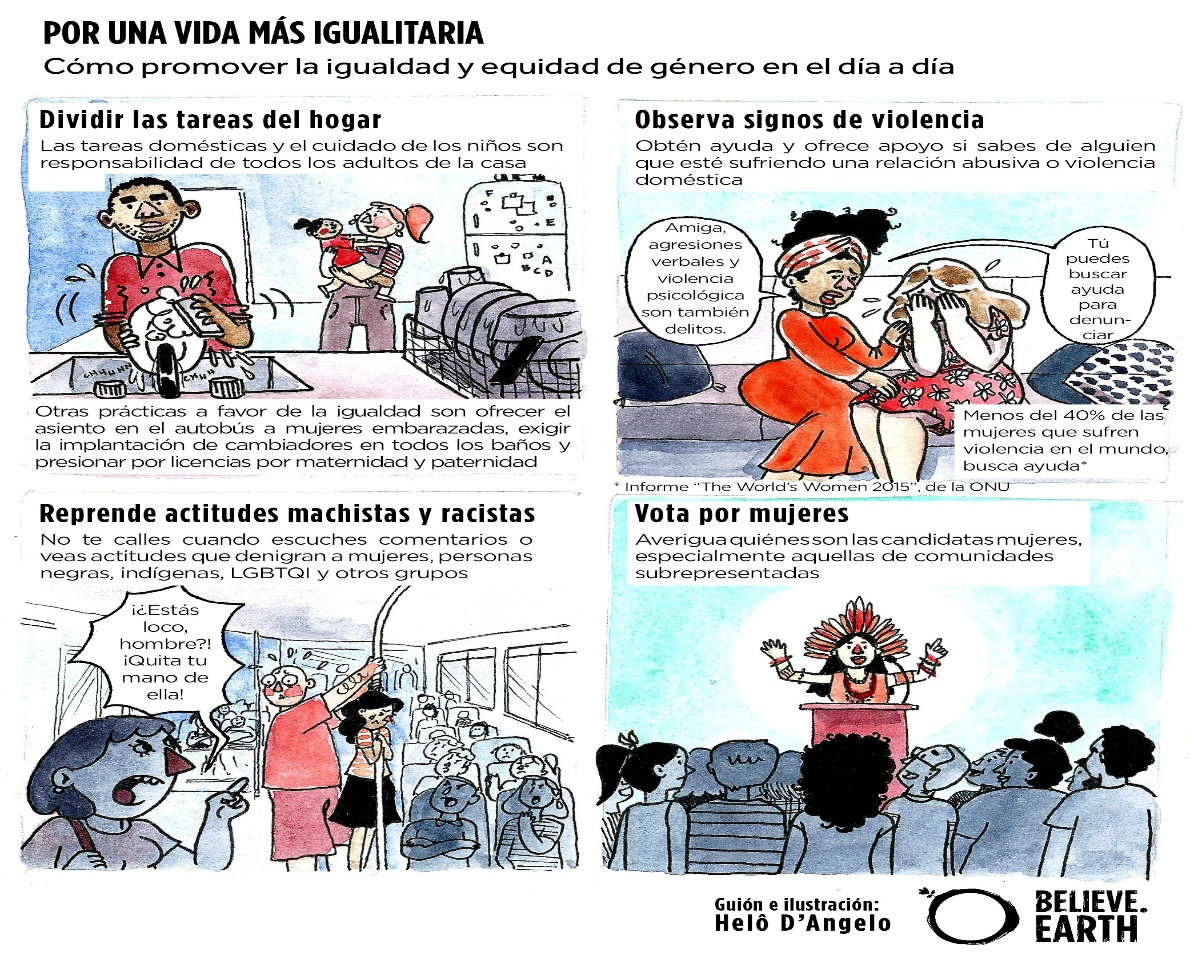 POR UNA VIDA MÁS IGUALITARIA
Cómo promover la igualdad y equidad de género en el día a día
Dividir las tareas del hogar
Las tareas domésticas y el cuidado de los niños son
responsabilidad de todos los adultos de la casa
F
E
A
B C D
CHHUHH
CHUH
Otras prácticas a favor de la igualdad son ofrecer el
asiento en el autobús a mujeres embarazadas, exigir
la implantación de cambiadores en todos los baños y
presionar por licencias por maternidad y paternidad
Observa signos de violencia
Obtén ayuda y ofrece apoyo si sabes de alguien
que esté sufriendo una relación abusiva o violencia
doméstica
Amiga,
agresiones
verbales y
violencia
psicológica
son también
delitos.
Tú
puedes
buscar
ayuda
para
denun-
ciar
Menos del 40% de las
mujeres que sufren
violencia en el mundo,
busca ayuda*
* Informe "The World's Women 2015", de la ONU
Reprende actitudes machistas y racistas
No te calles cuando escuches comentarios o
veas actitudes que denigran a mujeres, personas
negras, indígenas, LGBTQI y otros grupos
¡¿Estás
loco,
hombre?!
¡Quita tu
mano de
ella!
Vota por mujeres
Averigua quiénes son las candidatas mujeres,
especialmente aquellas de comunidades
subrepresentadas
Guión e ilustración:
Helô D'Angelo
BELIEVE.
EARTH